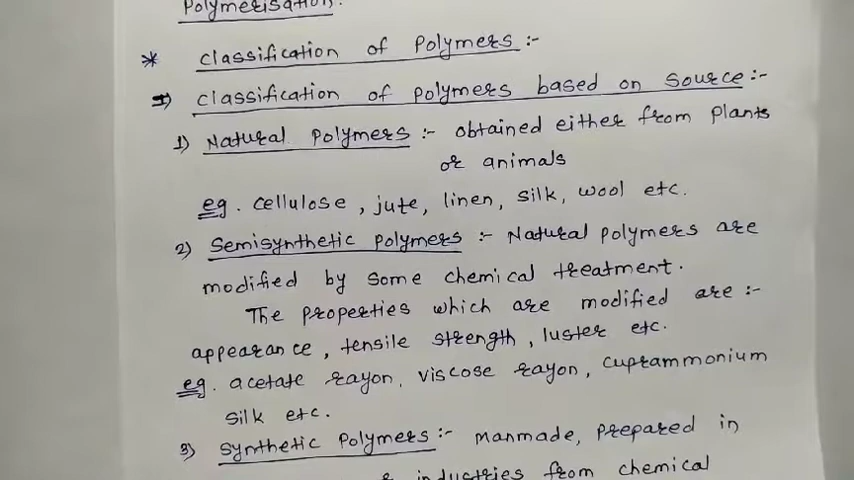 Polymerisation.
* Classification of Polymers :-
I) Classification of polymers based on source :-
1) Natural polymers :- obtained either from plants
or animals
eg. cellulose, jute, linen, silk, wool etc.
2) Semisynthetic polymers :- Natural polymers are
modified by some chemical treatment.
The properties which are modified are :-
appearance, tensile strength, luster etc.
eg. acetate rayon, viscose rayon, cuprammonium
silk etc.
3) Synthetic Polymers :- Manmade, prepared in
industries from chemical